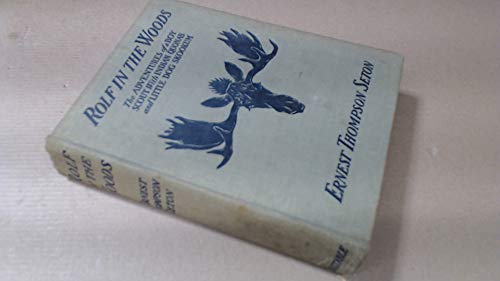 ROLF IN THE WOODS
The ADVENTURES of a BOY
SCOUT with INDIAN QUONAB
and LITTLE DOG SKOOKUM
ERNEST THOMPSON SETON
ROLF
THE
WOODS
ERNEST
THOMPSON
SETON